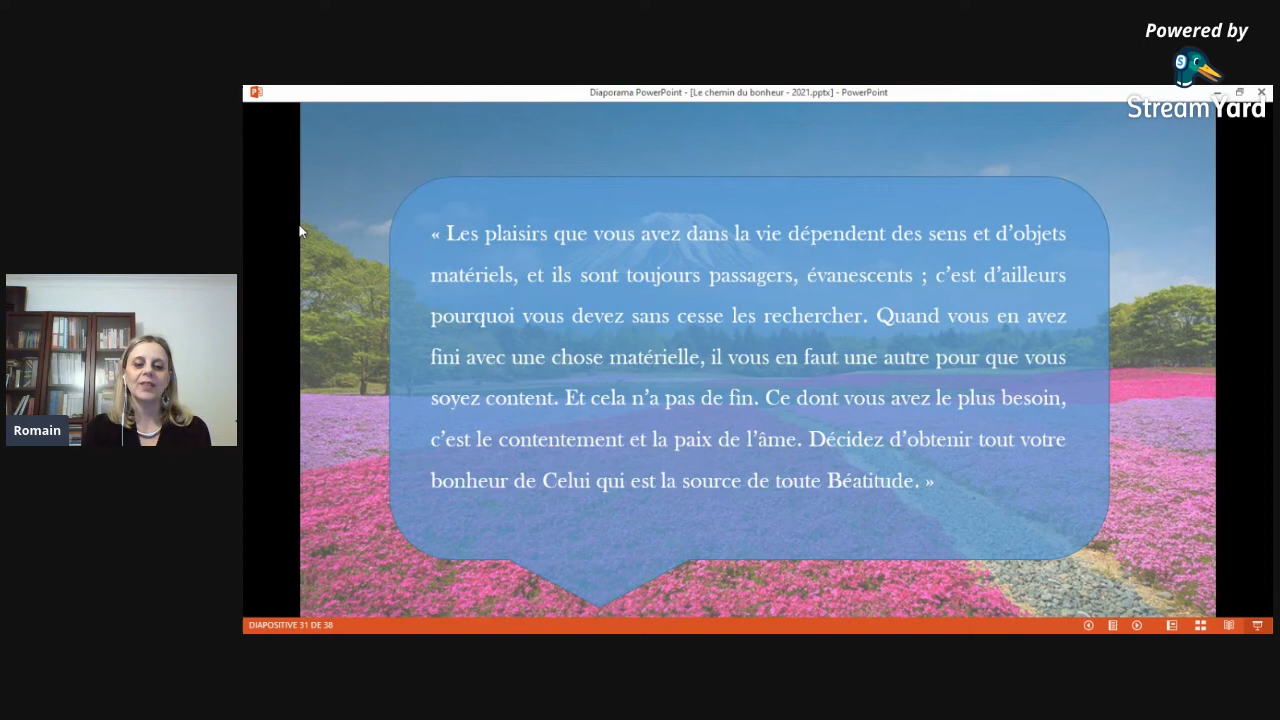 Powered by
StreamYard
Diaporama PowerPoint - [Le chemin du bonheur - 2021.pptx] - PowerPoint
« Les plaisirs que vous avez dans la vie dépendent des sens et d’objets
matériels, et ils sont toujours passagers, évanescents ; c’est d’ailleurs
pourquoi vous devez sans cesse les rechercher. Quand vous en avez
fini avec une chose matérielle, il vous en faut une autre pour que vous
soyez content. Et cela n’a pas de fin. Ce dont vous avez le plus besoin,
c’est le contentement et la paix de l’âme. Décidez d’obtenir tout votre
bonheur de Celui qui est la source de toute Béatitude. »
Romain
DIAPOSITIVE 31 DE 38